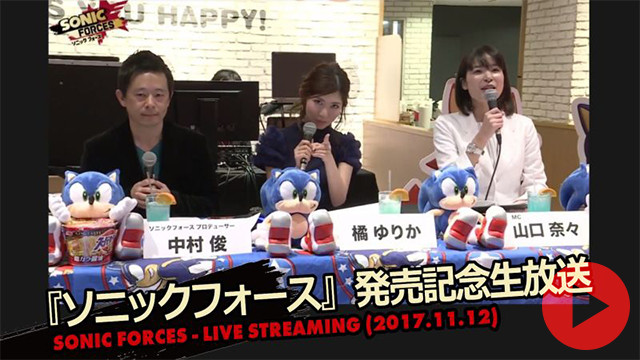 S YOU HAPPY!
SONIC
FORCES
ソニック フォース
ソニックフォース プロデューサー
中村 俊
橘 ゆりか
MC
山口 奈々
『ソニックフォース』発売記念生放送
SONIC FORCES - LIVE STREAMING (2017.11.12)